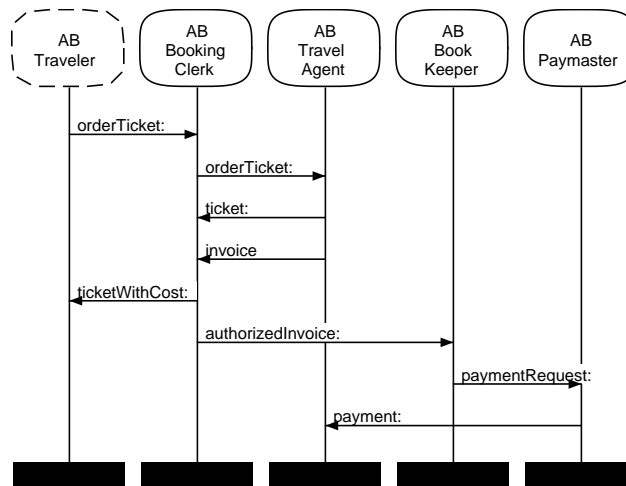 AB
Traveler
AB
Booking
Clerk
AB
Travel
Agent
AB
Book
Keeper
AB
Paymaster
orderTicket:
orderTicket:
ticket:
invoice
ticketWithCost:
authorizedInvoice:
paymentRequest:
payment: